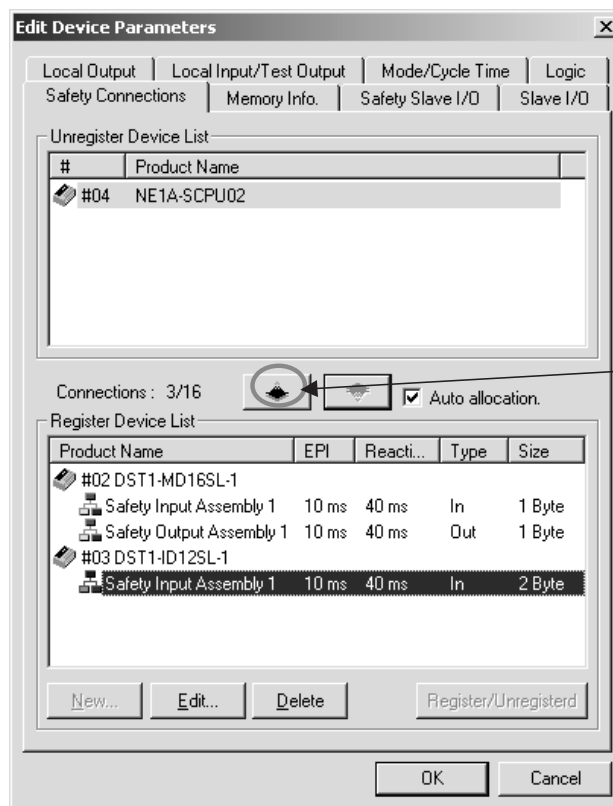 Edit Device Parameters
Local Output Local Input/Test Output Mode/Cycle Time Logic
Safety Connections Memory Info. Safety Slave I/O Slave I/O
Unregister Device List
# Product Name
#04 NE1A-SCPU02
Connections : 3/16 Auto allocation.
Register Device List
Product Name EPI Reacti... Type Size
#02 DST1-MD16SL-1
Safety Input Assembly 1 10 ms 40 ms In 1 Byte
Safety Output Assembly 1 10 ms 40 ms Out 1 Byte
#03 DST1-ID12SL-1
Safety Input Assembly 1 10 ms 40 ms In 2 Byte
New... Edit... Delete Register/Unregisterd
OK Cancel